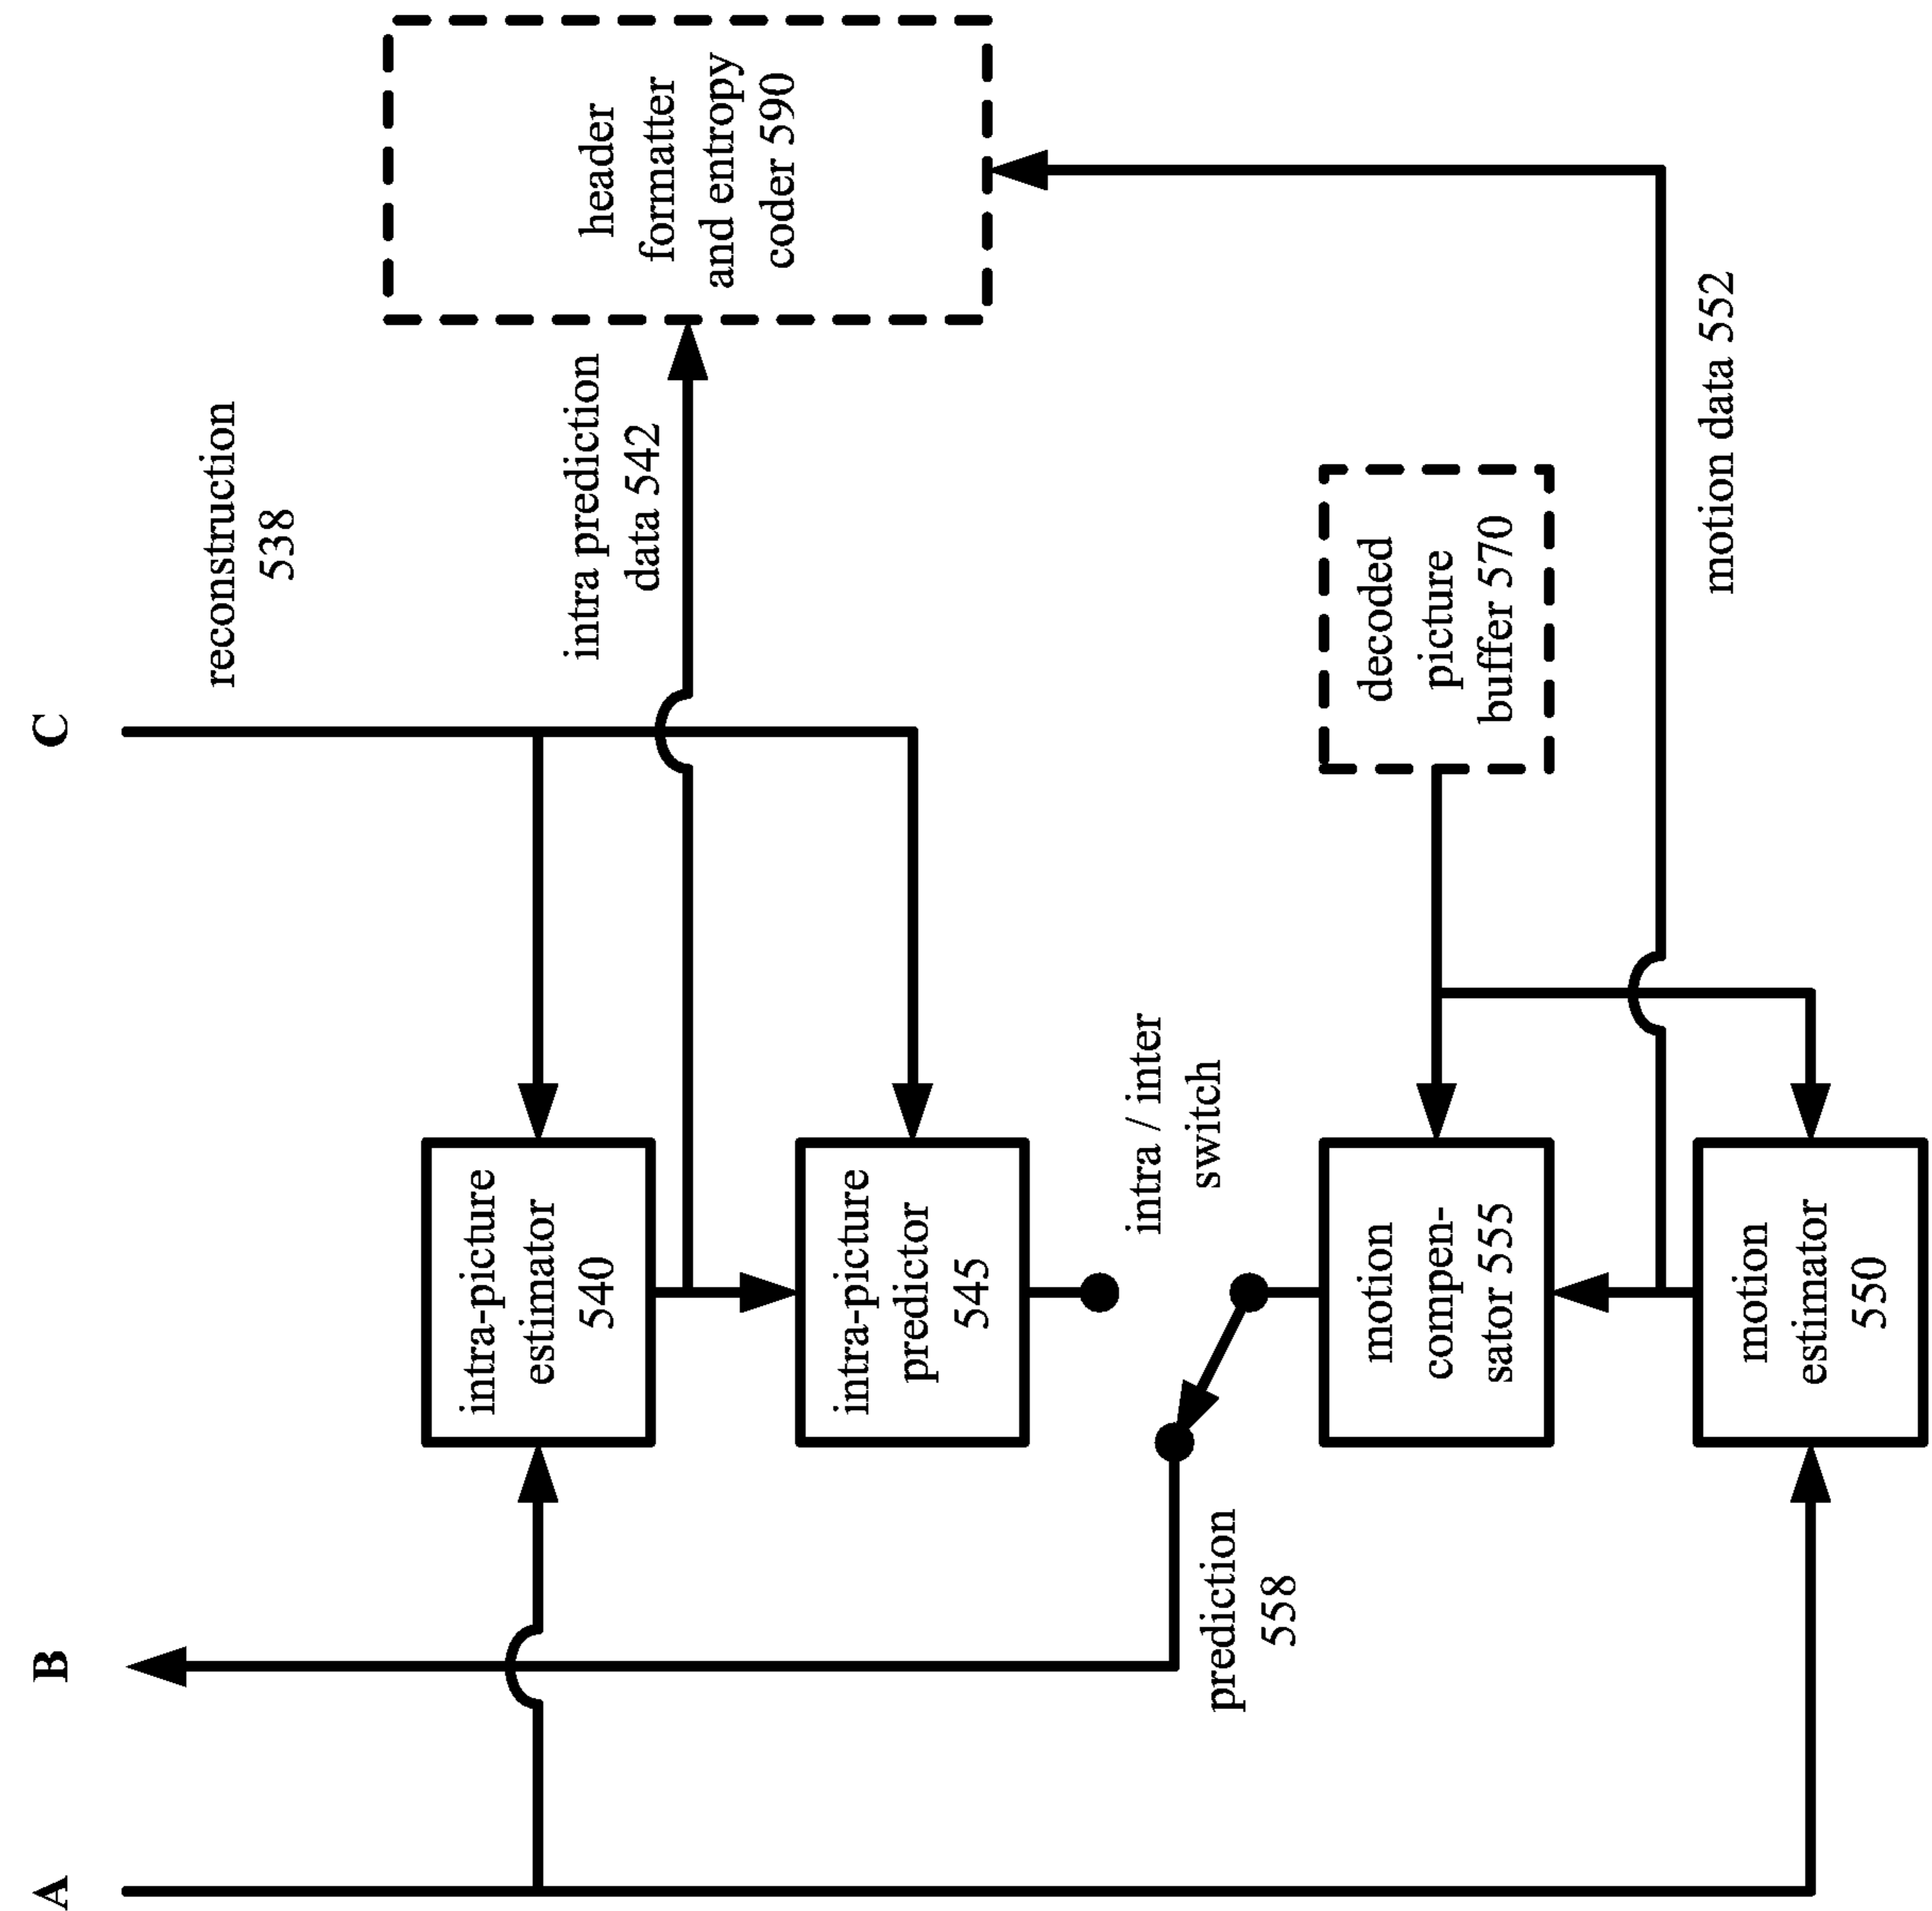 A
B
C
reconstruction
538
intra-picture
estimator
540
intra prediction
data 542
header
formatter
and entropy
coder 590
intra-picture
predictor
545
intra / inter
switch
prediction
558
motion
compen-
sator 555
decoded
picture
buffer 570
motion
estimator
550
motion data 552